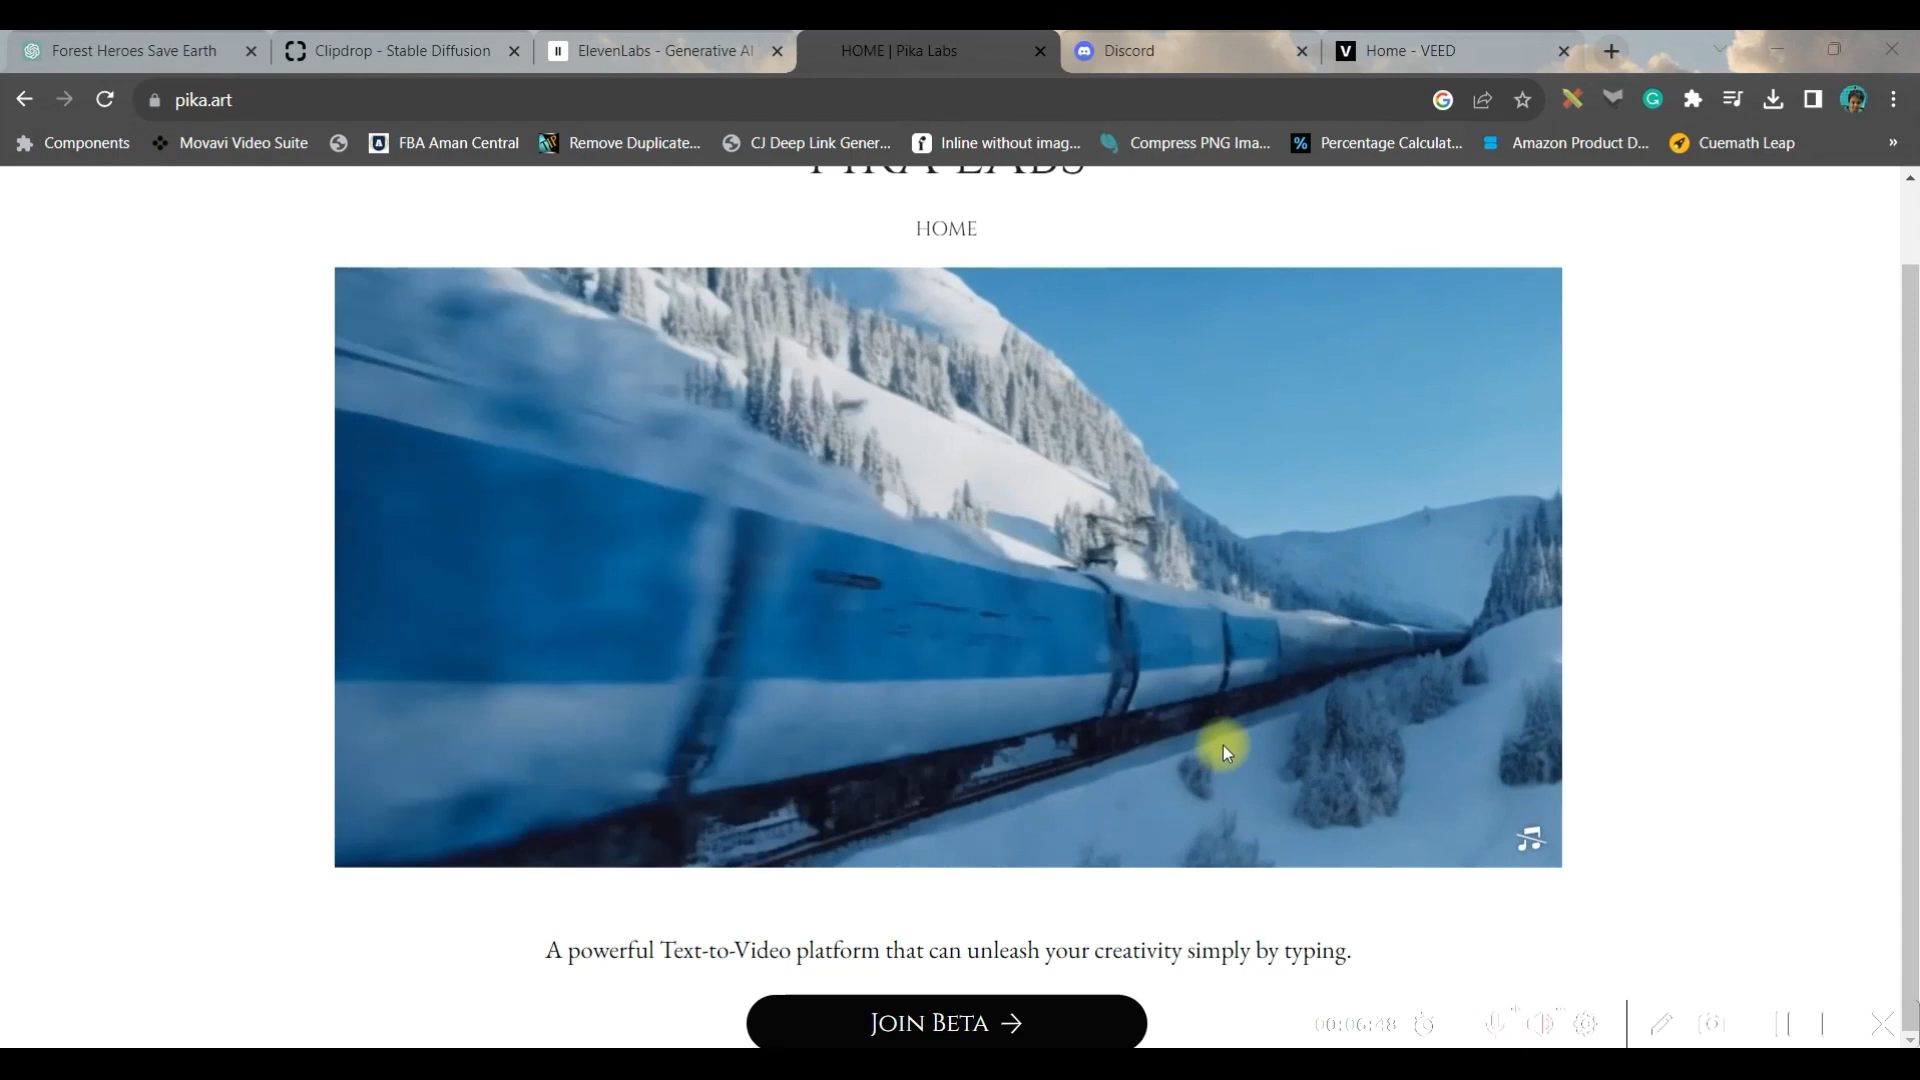 Forest Heroes Save Earth
Clipdrop - Stable Diffusion
ElevenLabs - Generative AI
HOME | Pika Labs
Discord
Home - VEED
pika.art
Components
Movavi Video Suite
FBA Aman Central
Remove Duplicate...
CJ Deep Link Gener...
Inline without imag...
Compress PNG Ima...
Percentage Calculat...
Amazon Product D...
Cuemath Leap
PIKA LABS
HOME
A powerful Text-to-Video platform that can unleash your creativity simply by typing.
JOIN BETA →
00:06:48